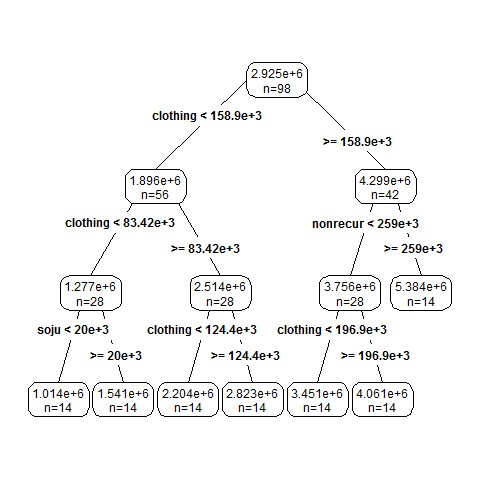 2.925e+6
n=98
clothing < 158.9e+3
>= 158.9e+3
1.896e+6
n=56
4.299e+6
n=42
clothing < 83.42e+3
>= 83.42e+3
nonrecur < 259e+3
>= 259e+3
1.277e+6
n=28
2.514e+6
n=28
3.756e+6
n=28
5.384e+6
n=14
soju < 20e+3
>= 20e+3
clothing < 124.4e+3
>= 124.4e+3
clothing < 196.9e+3
>= 196.9e+3
1.014e+6
n=14
1.541e+6
n=14
2.204e+6
n=14
2.823e+6
n=14
3.451e+6
n=14
4.061e+6
n=14